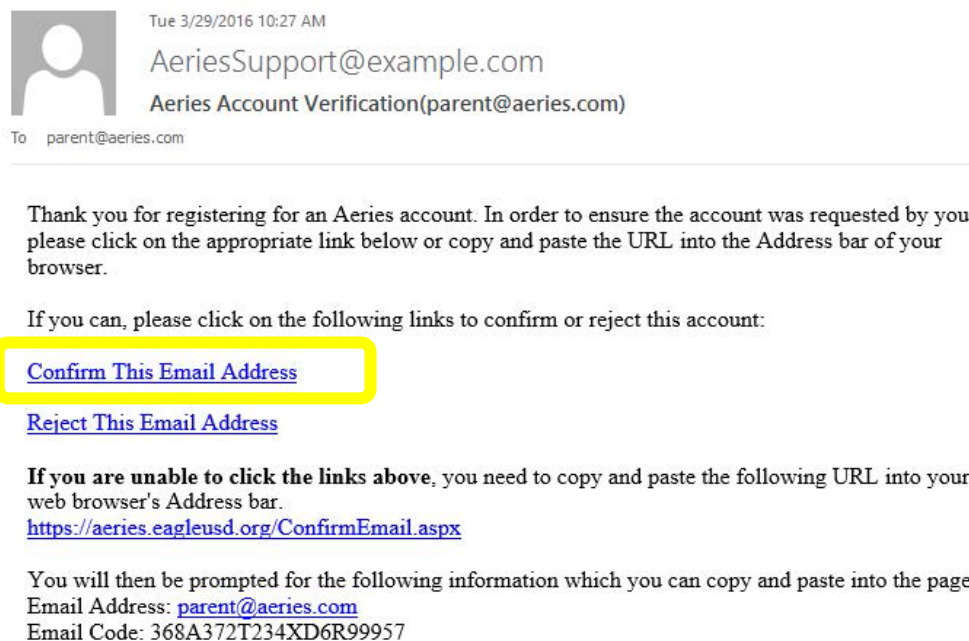 Tue 3/29/2016 10:27 AM
AeriesSupport@example.com
Aeries Account Verification(parent@aeries.com)
To parent@aeries.com
Thank you for registering for an Aeries account. In order to ensure the account was requested by you
please click on the appropriate link below or copy and paste the URL into the Address bar of your
browser.
If you can, please click on the following links to confirm or reject this account:
Confirm This Email Address
Reject This Email Address
If you are unable to click the links above, you need to copy and paste the following URL into your
web browser's Address bar.
https://aeries.eagleusd.org/ConfirmEmail.aspx
You will then be prompted for the following information which you can copy and paste into the page
Email Address: parent@aeries.com
Email Code: 368A372T234XD6R99957